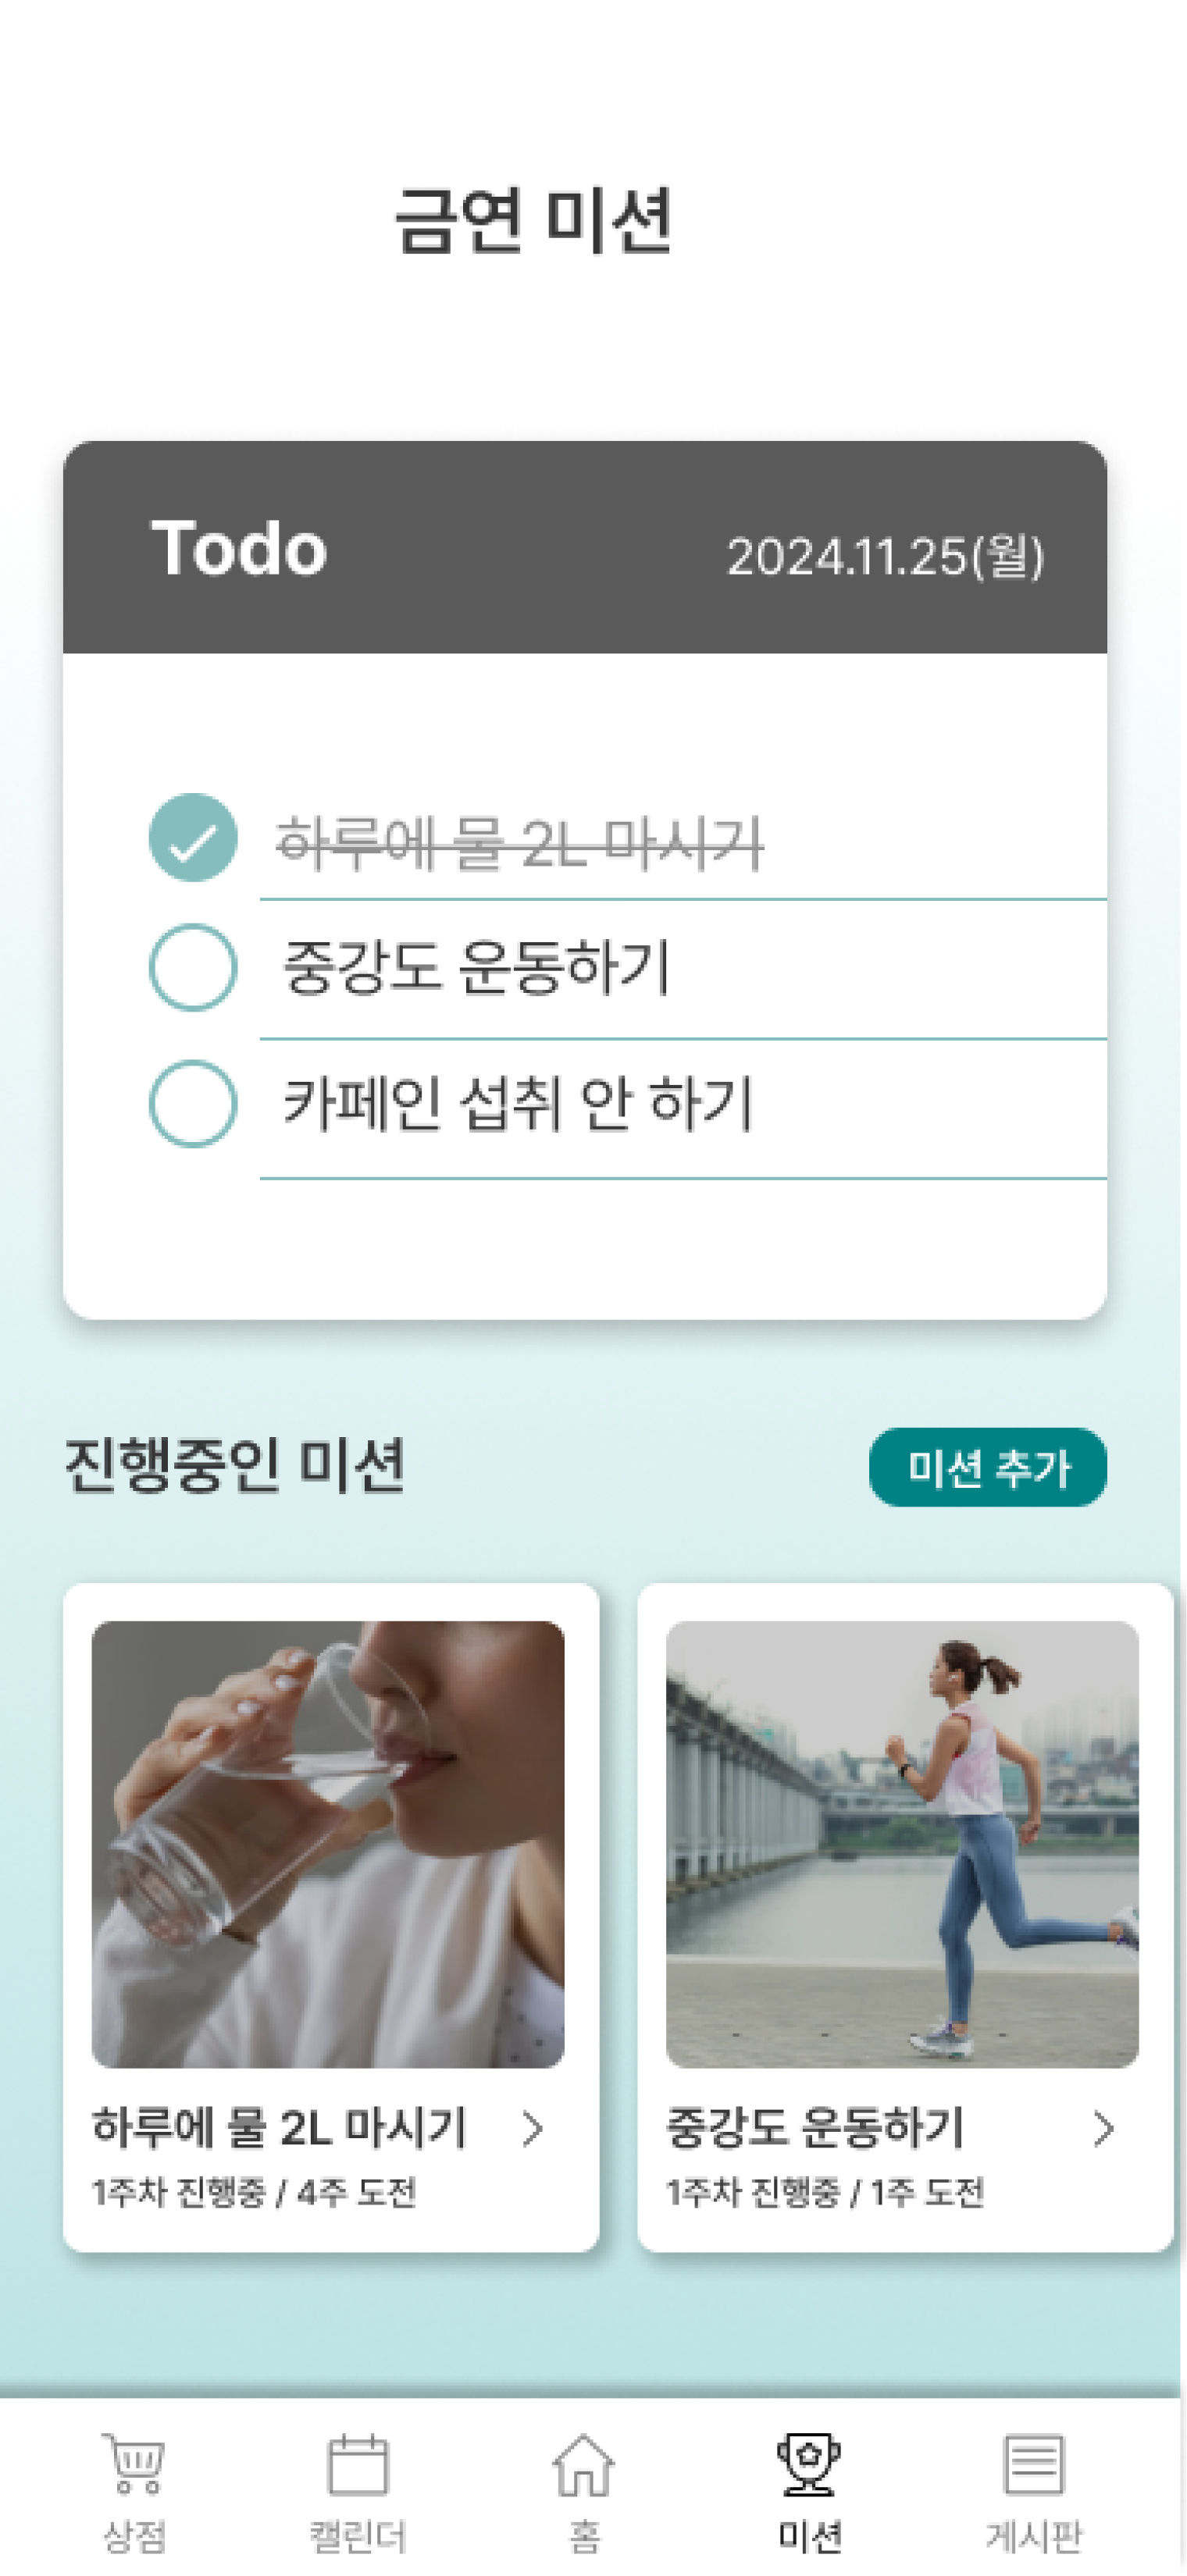 금연 미션
Todo
2024.11.25(월)
하루에 물 2L 마시기
중강도 운동하기
카페인 섭취 안 하기
진행중인 미션
미션 추가
하루에 물 2L 마시기
1주차 진행중 / 4주 도전
중강도 운동하기
1주차 진행중 / 1주 도전
상점
캘린더
홈
미션
게시판